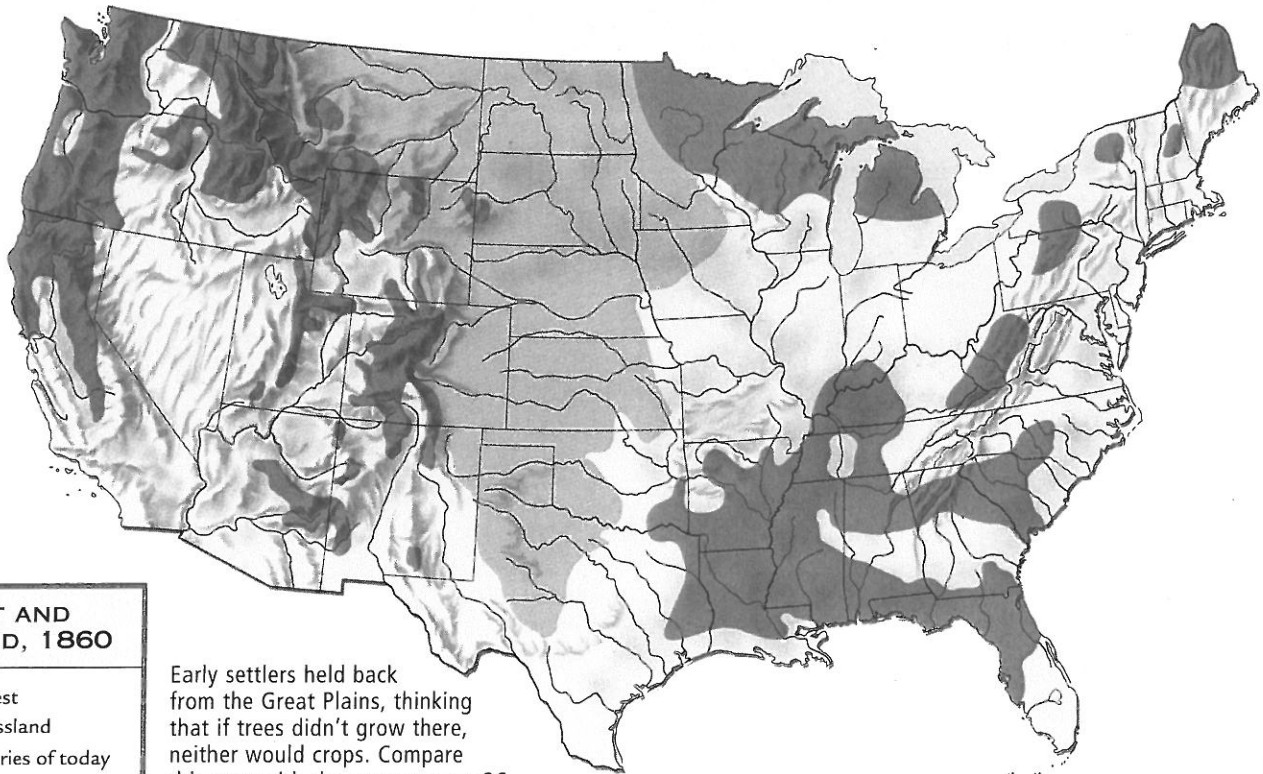 T AND
D, 1860
est
ssland
ries of today
Early settlers held back
from the Great Plains, thinking
that if trees didn't grow there,
neither would crops. Compare